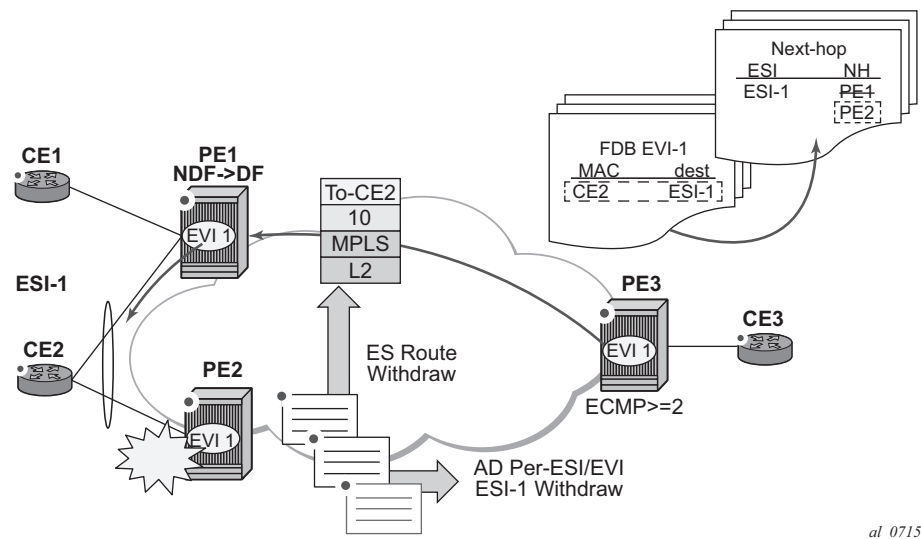 Next-hop
ESI NH
ESI-1 PE1
PE2
FDB EVI-1
MAC dest
CE2 ESI-1
CE1
PE1
NDF->DF
EVI 1
To-CE2
10
MPLS
L2
ESI-1
PE3
EVI 1
ECMP>=2
CE3
CE2
PE2
EVI 1
ES Route
Withdraw
AD Per-ESI/EVI
ESI-1 Withdraw
al_0715